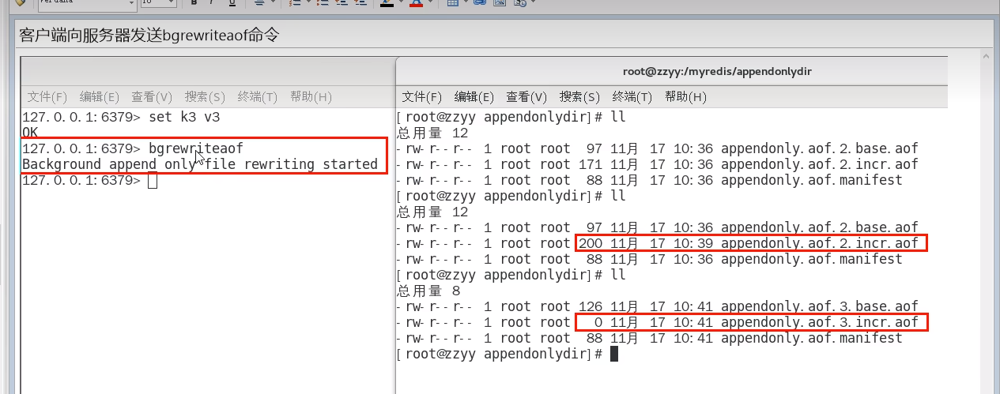 客户端向服务器发送bgrewriteaof命令
文件(F) 编辑(E) 查看(V) 搜索(S) 终端(T) 帮助(H)
127.0.0.1:6379> set k3 v3
OK
127.0.0.1:6379> bgrewriteaof
Background append only file rewriting started
127.0.0.1:6379>
root@zzyy:/myredis/appendonlydir
文件(F) 编辑(E) 查看(V) 搜索(S) 终端(T) 帮助(H)
[root@zzyy appendonlydir]# ll
总用量 12
-rw-r--r-- 1 root root 97 11月 17 10:36 appendonly.aof.2.base.aof
-rw-r--r-- 1 root root 171 11月 17 10:36 appendonly.aof.2.incr.aof
-rw-r--r-- 1 root root 88 11月 17 10:36 appendonly.aof.manifest
[root@zzyy appendonlydir]# ll
总用量 12
-rw-r--r-- 1 root root 97 11月 17 10:36 appendonly.aof.2.base.aof
-rw-r--r-- 1 root root 200 11月 17 10:39 appendonly.aof.2.incr.aof
-rw-r--r-- 1 root root 88 11月 17 10:36 appendonly.aof.manifest
[root@zzyy appendonlydir]# ll
总用量 8
-rw-r--r-- 1 root root 126 11月 17 10:41 appendonly.aof.3.base.aof
-rw-r--r-- 1 root root 0 11月 17 10:41 appendonly.aof.3.incr.aof
-rw-r--r-- 1 root root 88 11月 17 10:41 appendonly.aof.manifest
[root@zzyy appendonlydir]#